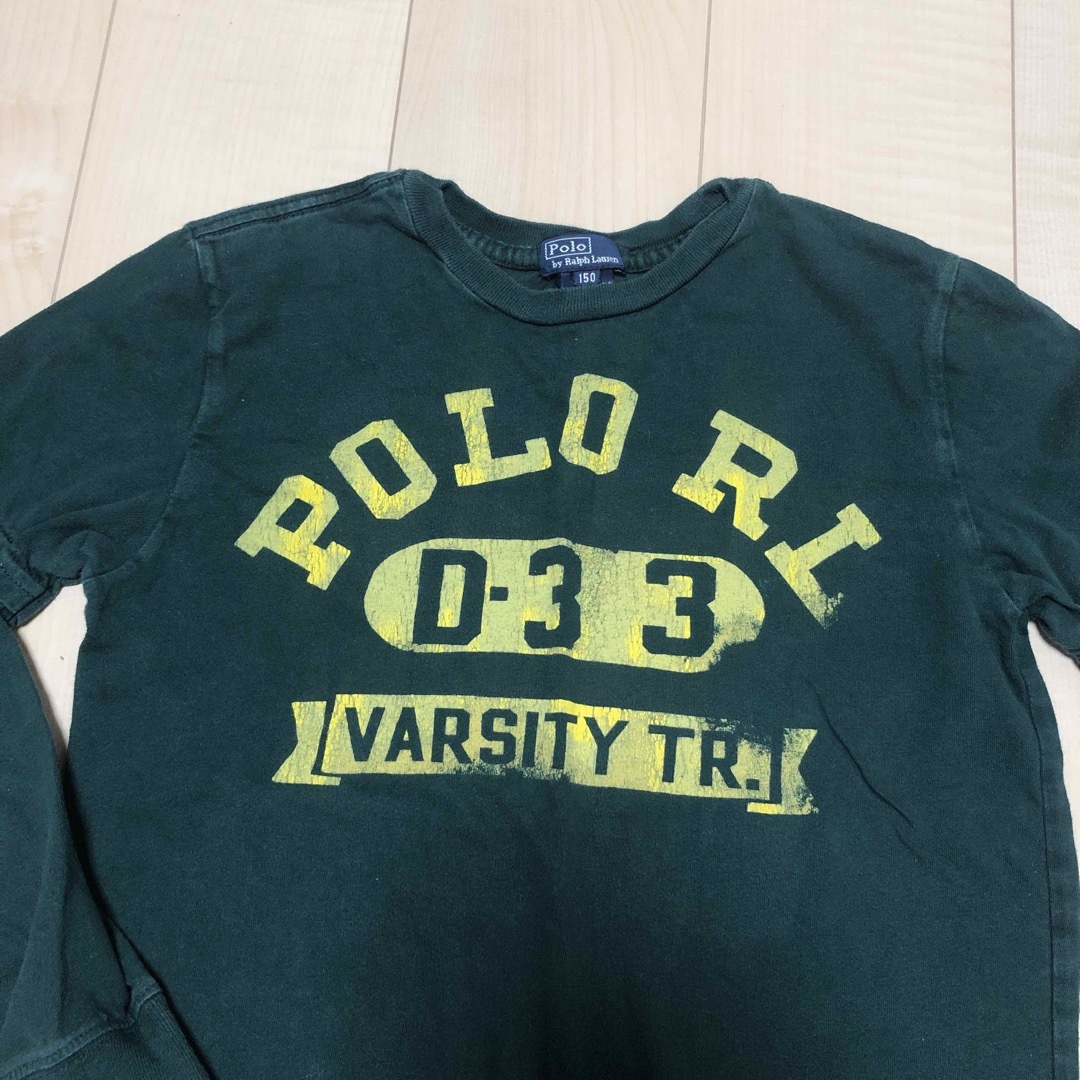 Polo
by Ralph Lauren
150
POLO RL
D-3 3
VARSITY TR.